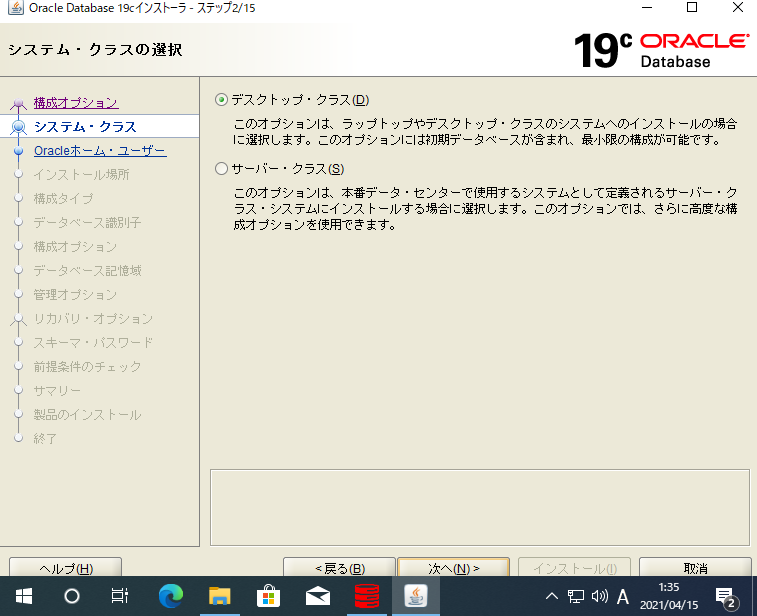 Oracle Database 19cインストーラ - ステップ2/15
システム・クラスの選択
19c ORACLE
Database
構成オプション
システム・クラス
Oracleホーム・ユーザー
インストール場所
構成タイプ
データベース識別子
構成オプション
データベース記憶域
管理オプション
リカバリ・オプション
スキーマ・パスワード
前提条件のチェック
サマリー
製品のインストール
終了
デスクトップ・クラス(D)
このオプションは、ラップトップやデスクトップ・クラスのシステムへのインストールの場合
に選択します。このオプションには初期データベースが含まれ、最小限の構成が可能です。
サーバー・クラス(S)
このオプションは、本番データ・センターで使用するシステムとして定義されるサーバー・ク
ラス・システムにインストールする場合に選択します。このオプションでは、さらに高度な構
成オプションを使用できます。
ヘルプ(H)
<戻る(B)
次へ(N)>
インストール(I)
取消
A
1:35
2021/04/15
2